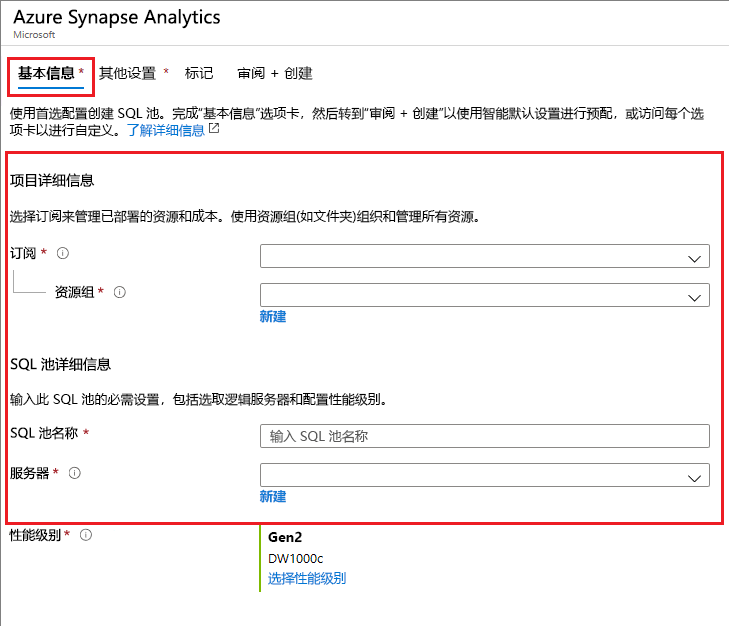 Azure Synapse Analytics
Microsoft
基本信息 * 其他设置 * 标记 审阅 + 创建
使用首选配置创建 SQL 池。完成“基本信息”选项卡，然后转到“审阅 + 创建”以使用智能默认设置进行预配，或访问每个选
项卡以进行自定义。了解详细信息
项目详细信息
选择订阅来管理已部署的资源和成本。使用资源组(如文件夹)组织和管理所有资源。
订阅 *
资源组 *
新建
SQL 池详细信息
输入此 SQL 池的必需设置，包括选取逻辑服务器和配置性能级别。
SQL 池名称 * 输入 SQL 池名称
服务器 *
新建
性能级别 * Gen2
DW1000c
选择性能级别